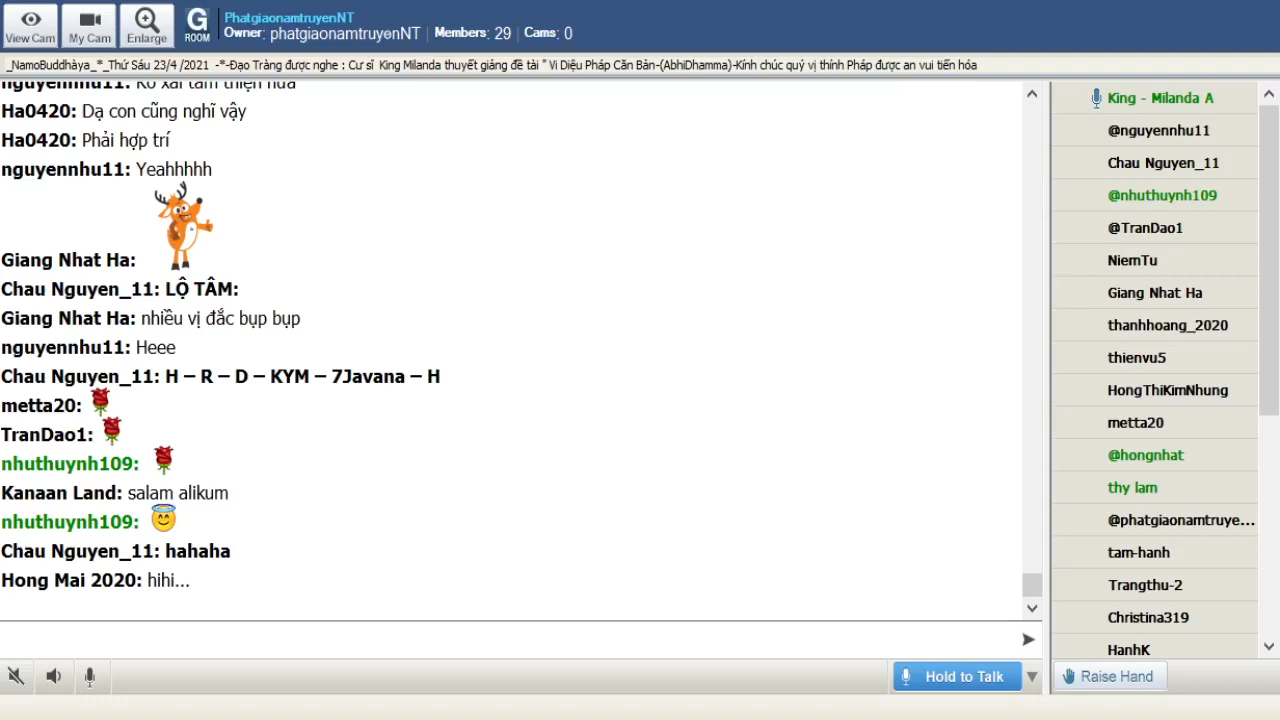 View Cam
My Cam
Enlarge
G
ROOM
PhatgiaonamtruyenNT
Owner: phatgiaonamtruyenNT | Members: 29 | Cams: 0
_NamoBuddhàya_*_Thứ Sáu 23/4 /2021 -*-Đạo Tràng được nghe : Cư sĩ King Milanda thuyết giảng đề tài " Vi Diệu Pháp Căn Bản-(AbhiDhamma)-Kính chúc quý vị thính Pháp được an vui tiến hóa
nguyennhu11: Ko xài tâm thiện nữa
Ha0420: Dạ con cũng nghĩ vậy
Ha0420: Phải hợp trí
nguyennhu11: Yeahhhhh
Giang Nhat Ha:
Chau Nguyen_11: LỘ TÂM:
Giang Nhat Ha: nhiều vị đắc bụp bụp
nguyennhu11: Heee
Chau Nguyen_11: H – R – D – KYM – 7Javana – H
metta20:
TranDao1:
nhuthuynh109:
Kanaan Land: salam alikum
nhuthuynh109:
Chau Nguyen_11: hahaha
Hong Mai 2020: hihi...
King - Milanda A
@nguyennhu11
Chau Nguyen_11
@nhuthuynh109
@TranDao1
NiemTu
Giang Nhat Ha
thanhhoang_2020
thienvu5
HongThiKimNhung
metta20
@hongnhat
thy lam
@phatgiaonamtruye...
tam-hanh
Trangthu-2
Christina319
HanhK
Hold to Talk
Raise Hand